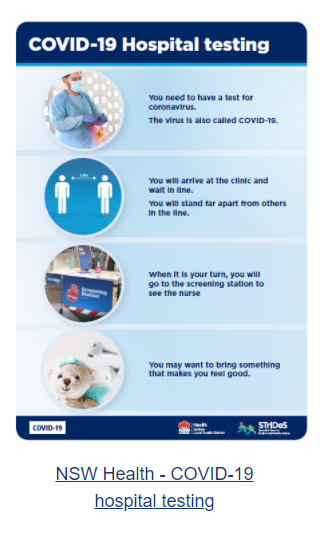 COVID-19 Hospital testing
You need to have a test for
coronavirus.
The virus is also called COVID-19.
You will arrive at the clinic and
wait in line.
You will stand far apart from others
in the line.
Screening
Station
When it is your turn, you will
go to the screening station to
see the nurse
You may want to bring something
that makes you feel good.
COVID-19
Health
Sydney
Local Health District
STrIDeS
NSW Health - COVID-19
hospital testing